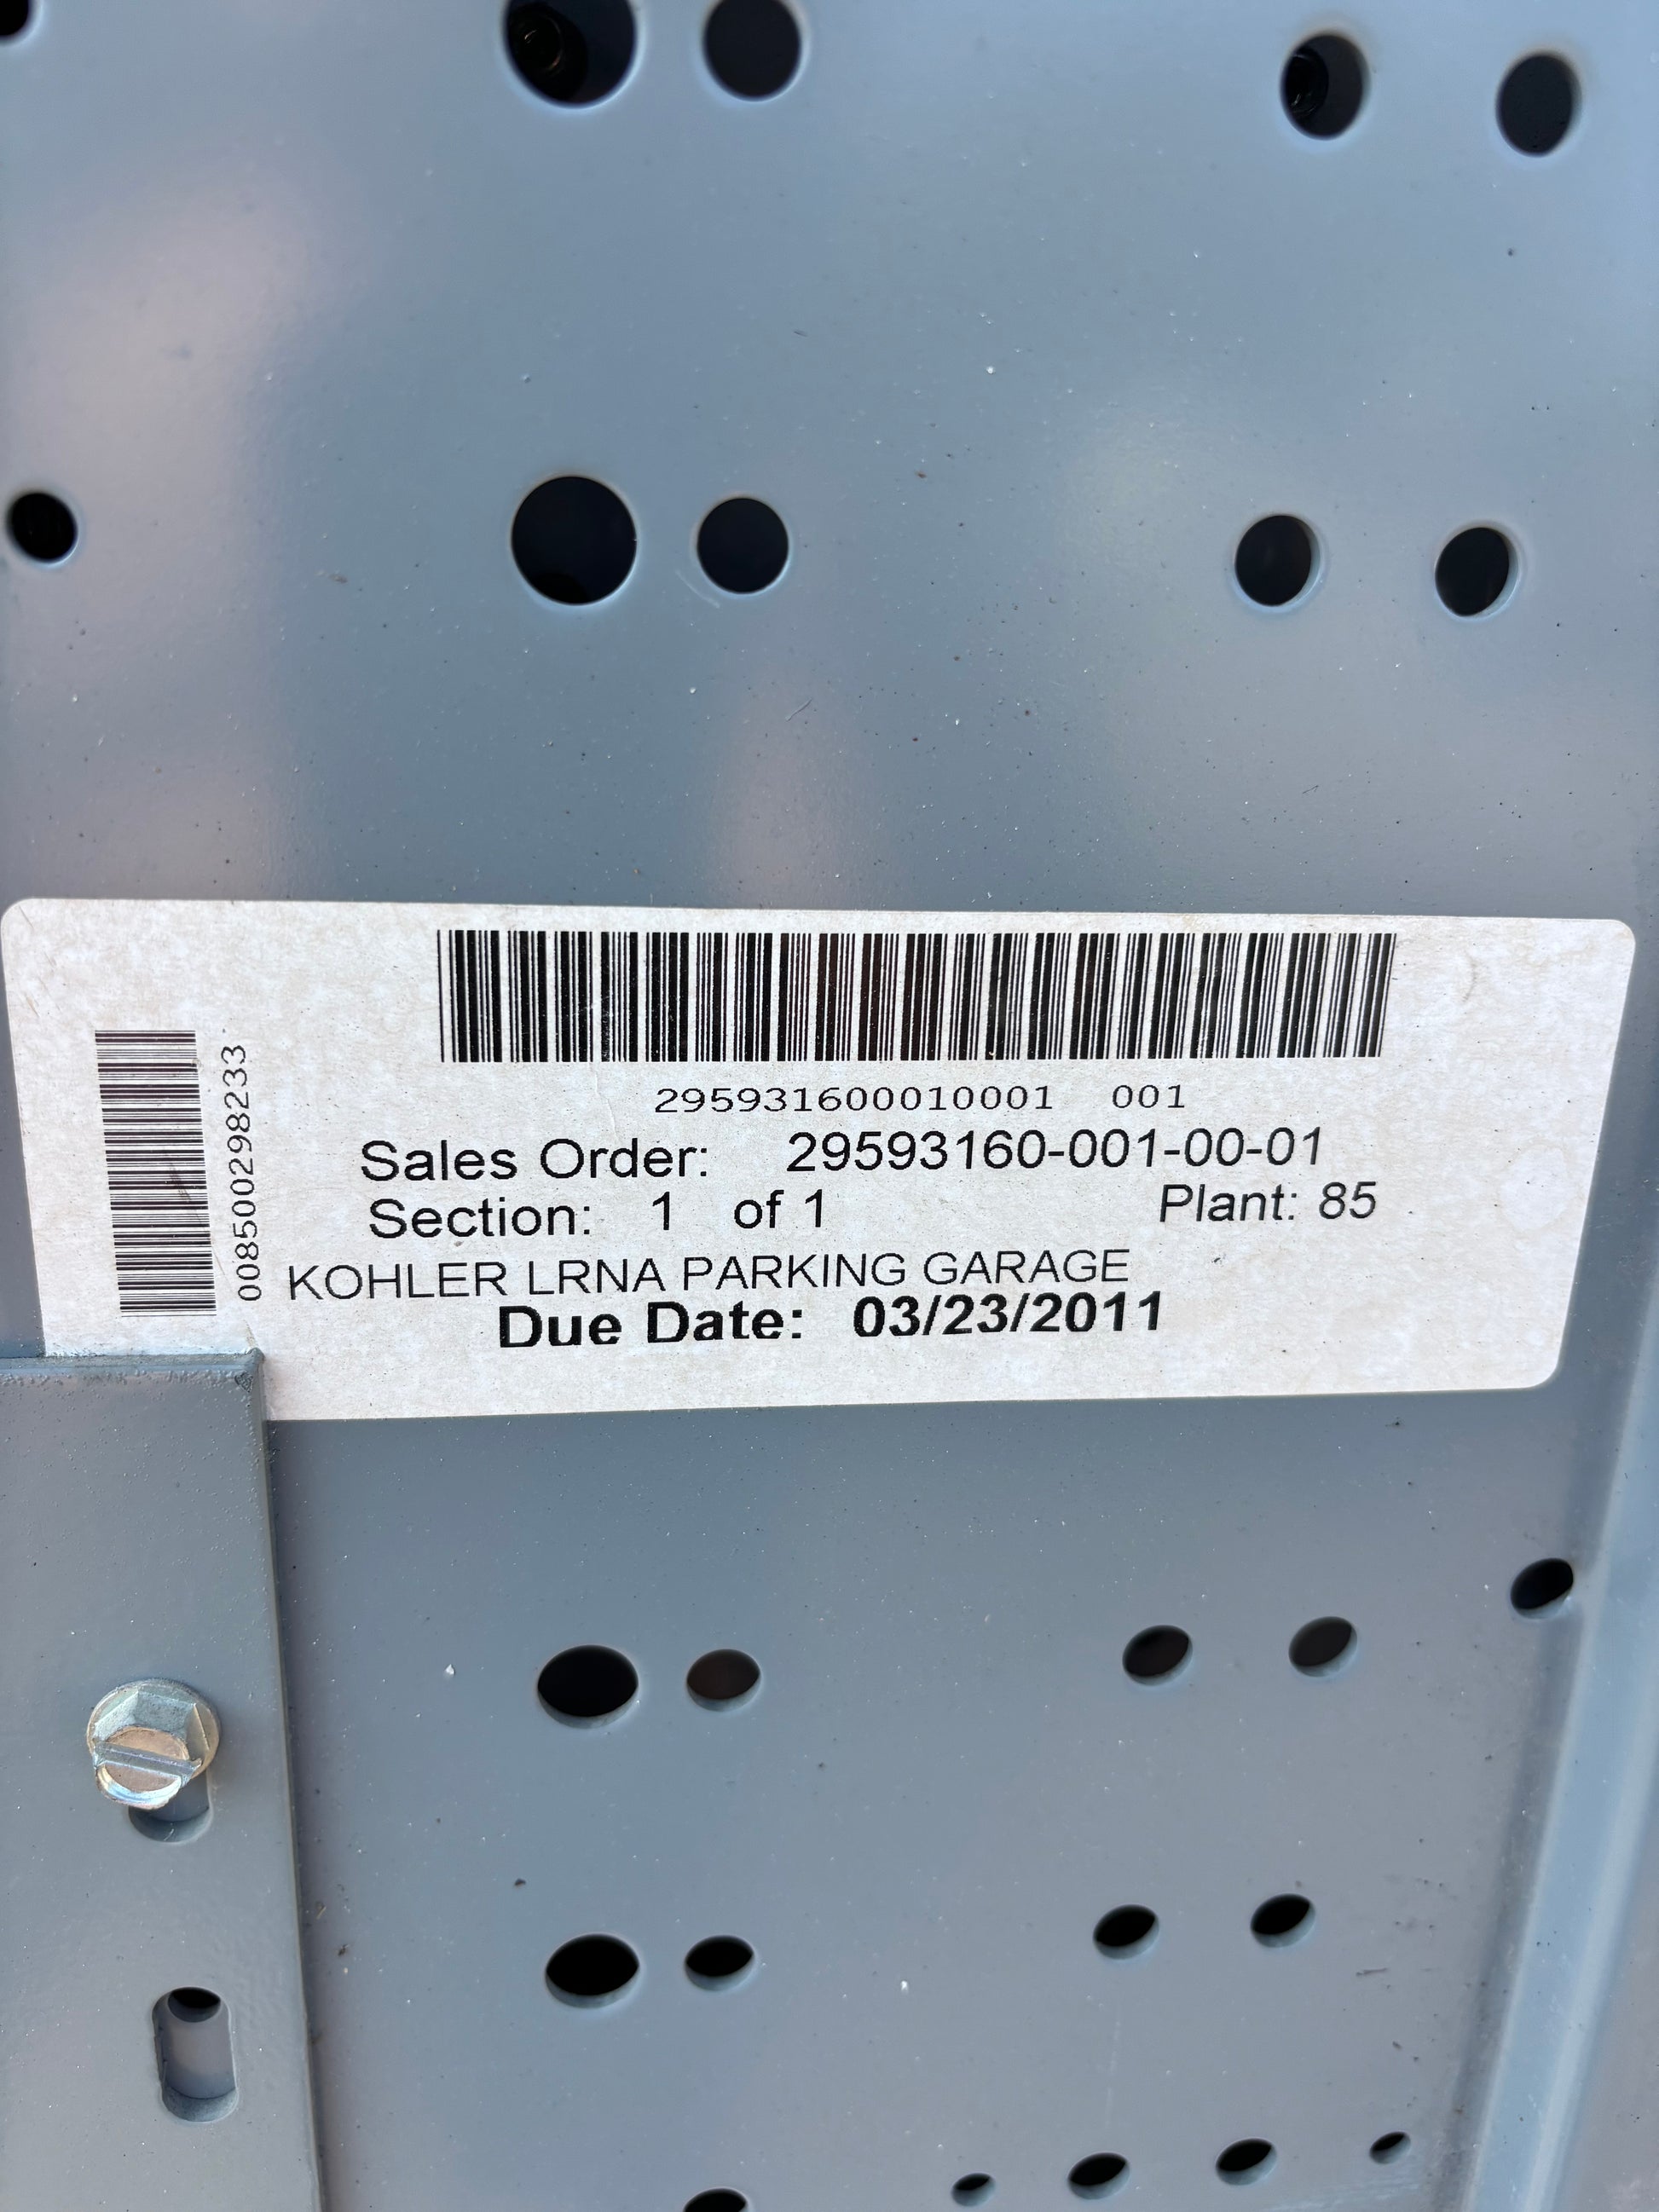 295931600010001 001
Sales Order: 29593160-001-00-01
Section: 1 of 1 Plant: 85
KOHLER LRNA PARKING GARAGE
Due Date: 03/23/2011
008500298233